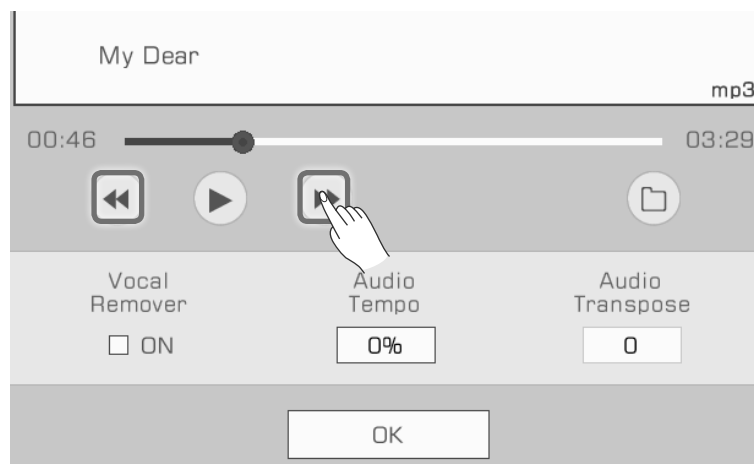 My Dear
mp3
00:46 03:29
Vocal Remover
Audio Tempo
Audio Transpose
ON
0%
0
OK